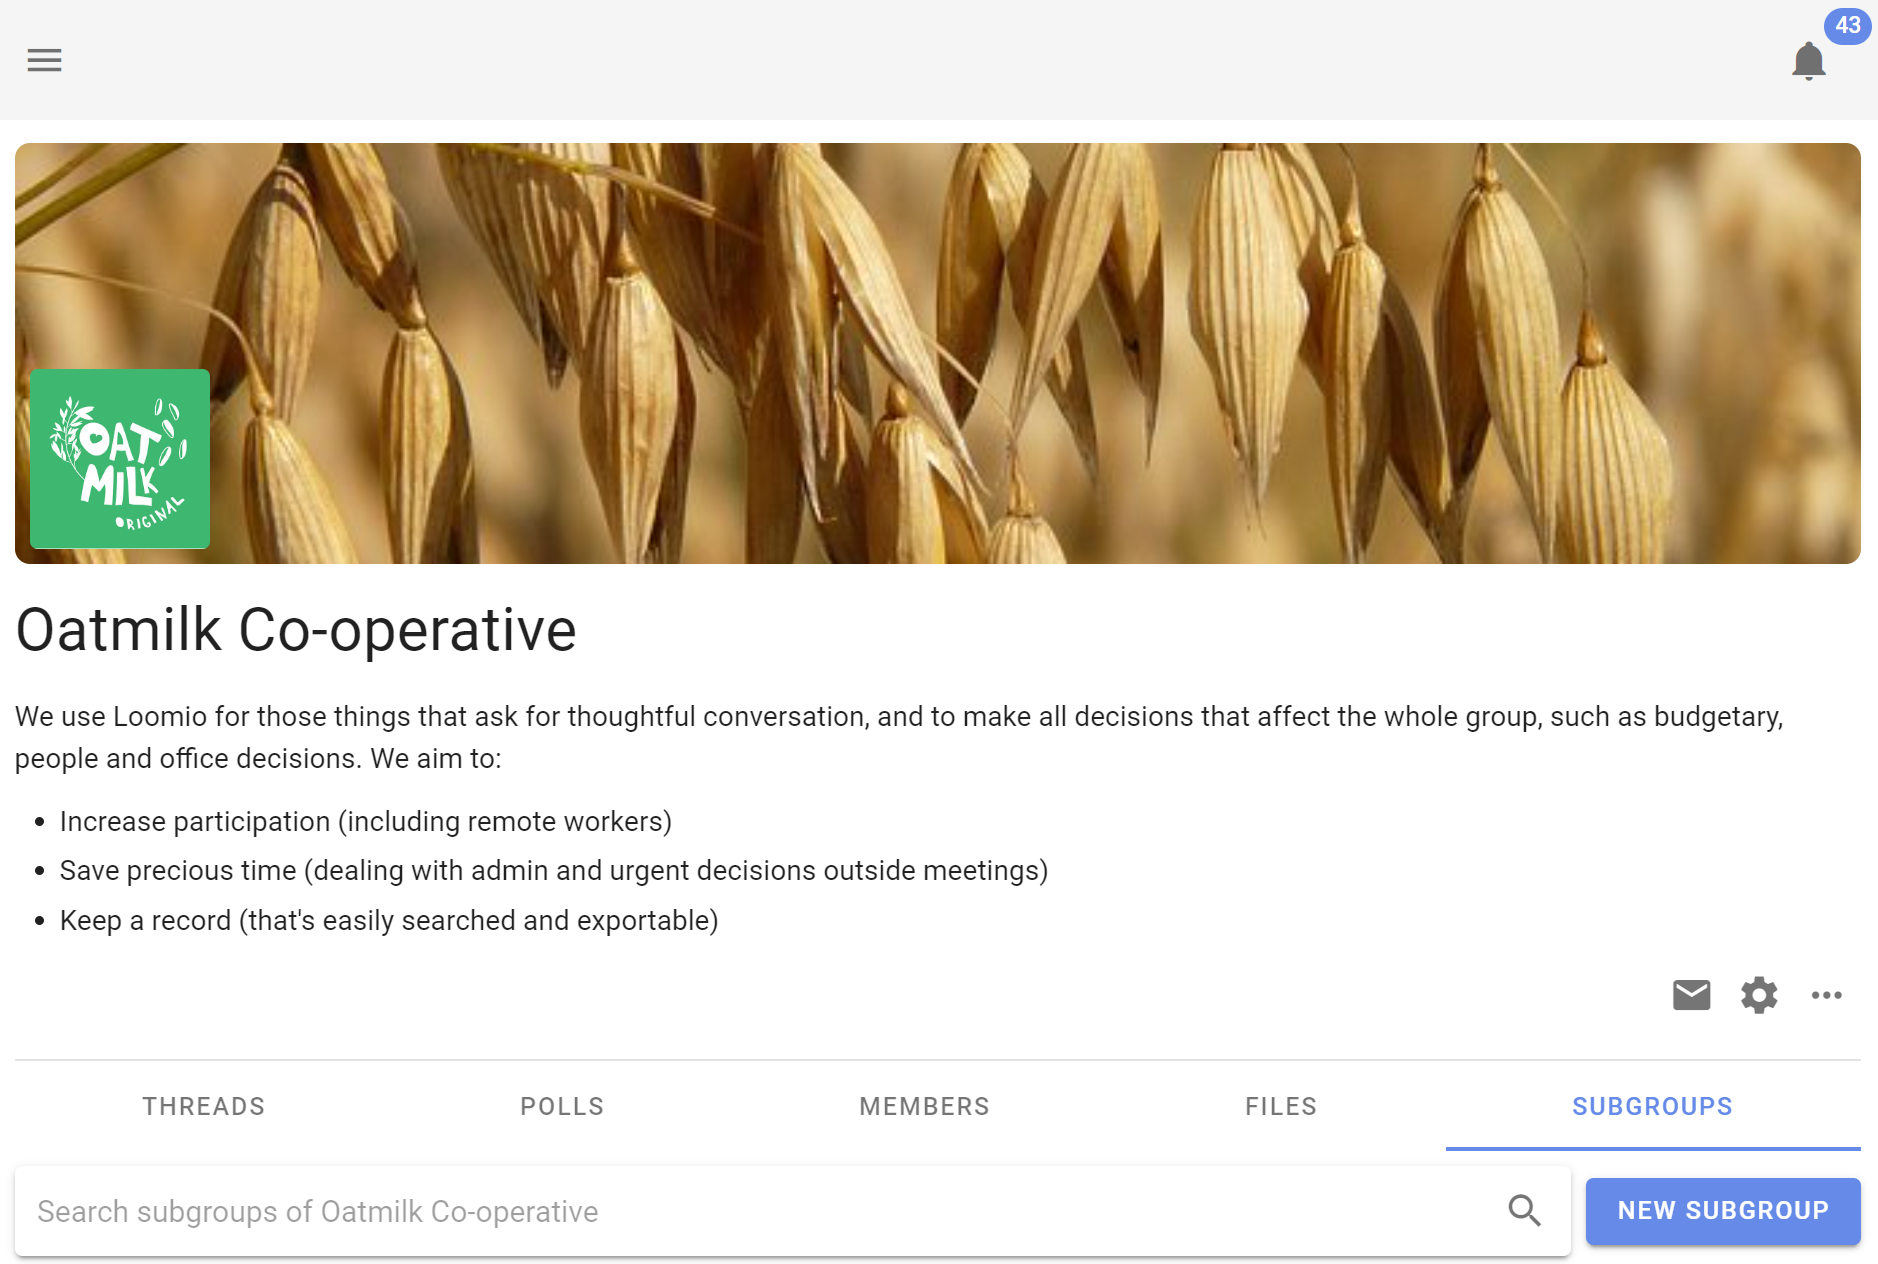 43
OAT
MILK
ORIGINAL
Oatmilk Co-operative
We use Loomio for those things that ask for thoughtful conversation, and to make all decisions that affect the whole group, such as budgetary,
people and office decisions. We aim to:
• Increase participation (including remote workers)
• Save precious time (dealing with admin and urgent decisions outside meetings)
• Keep a record (that's easily searched and exportable)
THREADS POLLS MEMBERS FILES SUBGROUPS
Search subgroups of Oatmilk Co-operative NEW SUBGROUP